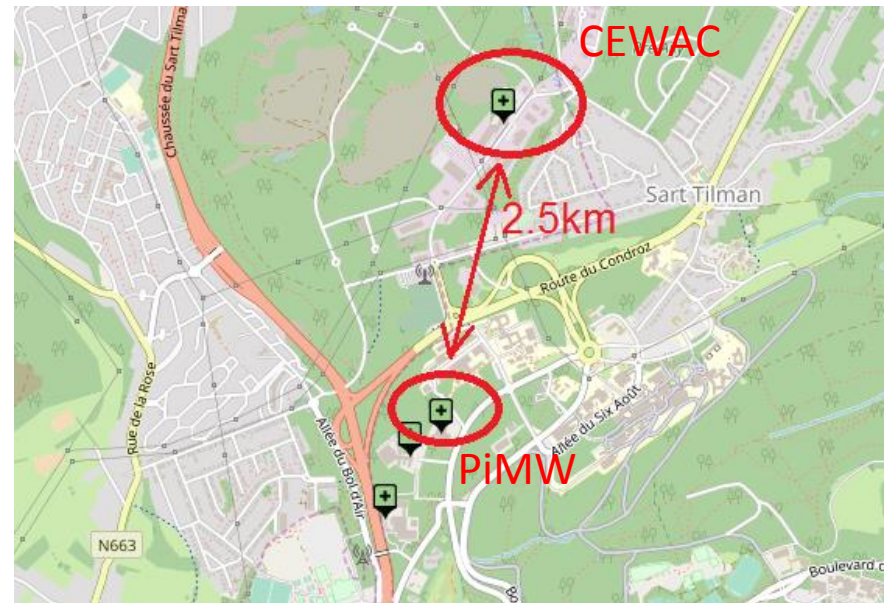 CEWAC
Chaussée du Sart Tilma
Sart Tilman
2.5km
Route du Condroz
Rue de la Rose
Allée du Six Août
Allée du Bol d'Air
PiMW
N663
Boulevard d